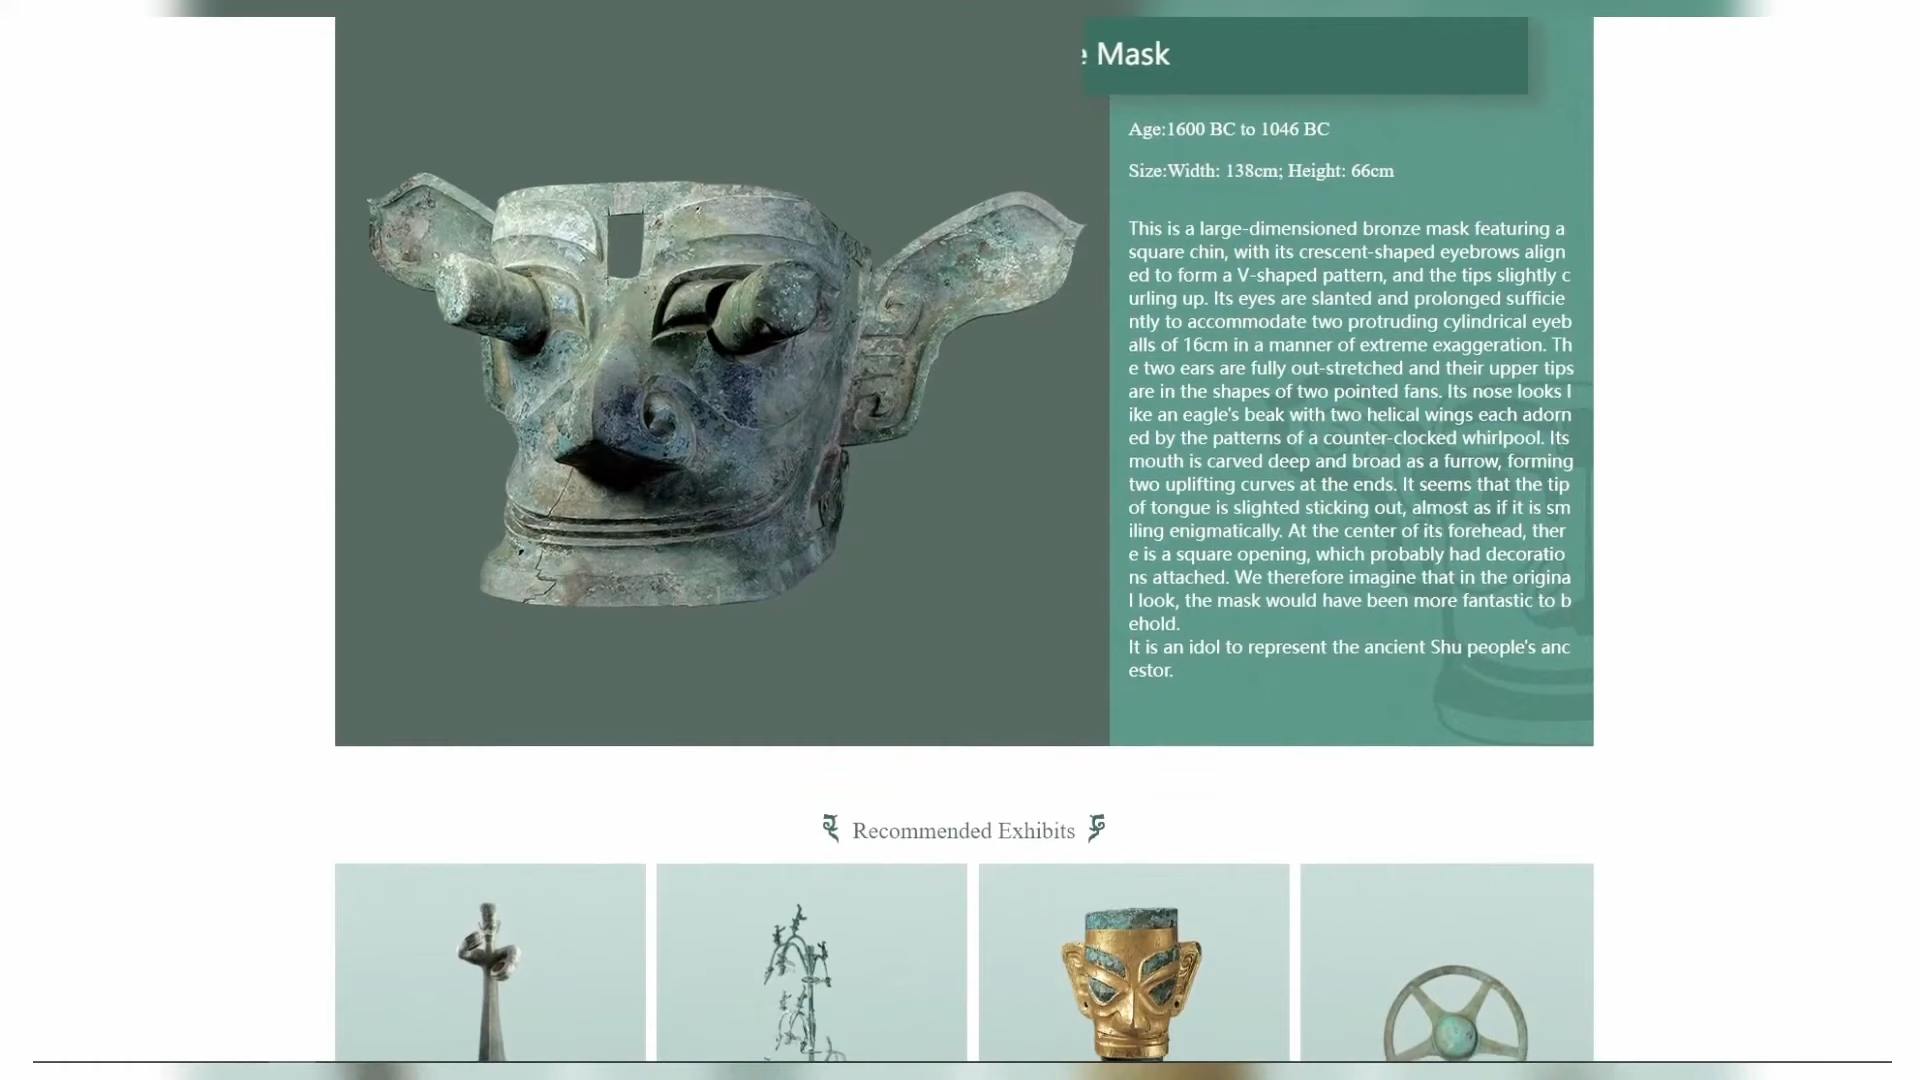 e Mask
Age:1600 BC to 1046 BC
Size:Width: 138cm; Height: 66cm
This is a large-dimensioned bronze mask featuring a
square chin, with its crescent-shaped eyebrows align
ed to form a V-shaped pattern, and the tips slightly c
urling up. Its eyes are slanted and prolonged sufficie
ntly to accommodate two protruding cylindrical eyeb
alls of 16cm in a manner of extreme exaggeration. Th
e two ears are fully out-stretched and their upper tips
are in the shapes of two pointed fans. Its nose looks l
ike an eagle's beak with two helical wings each adorn
ed by the patterns of a counter-clocked whirlpool. Its
mouth is carved deep and broad as a furrow, forming
two uplifting curves at the ends. It seems that the tip
of tongue is slighted sticking out, almost as if it is sm
iling enigmatically. At the center of its forehead, ther
e is a square opening, which probably had decoratio
ns attached. We therefore imagine that in the origina
l look, the mask would have been more fantastic to b
ehold.
It is an idol to represent the ancient Shu people's anc
estor.
Recommended Exhibits